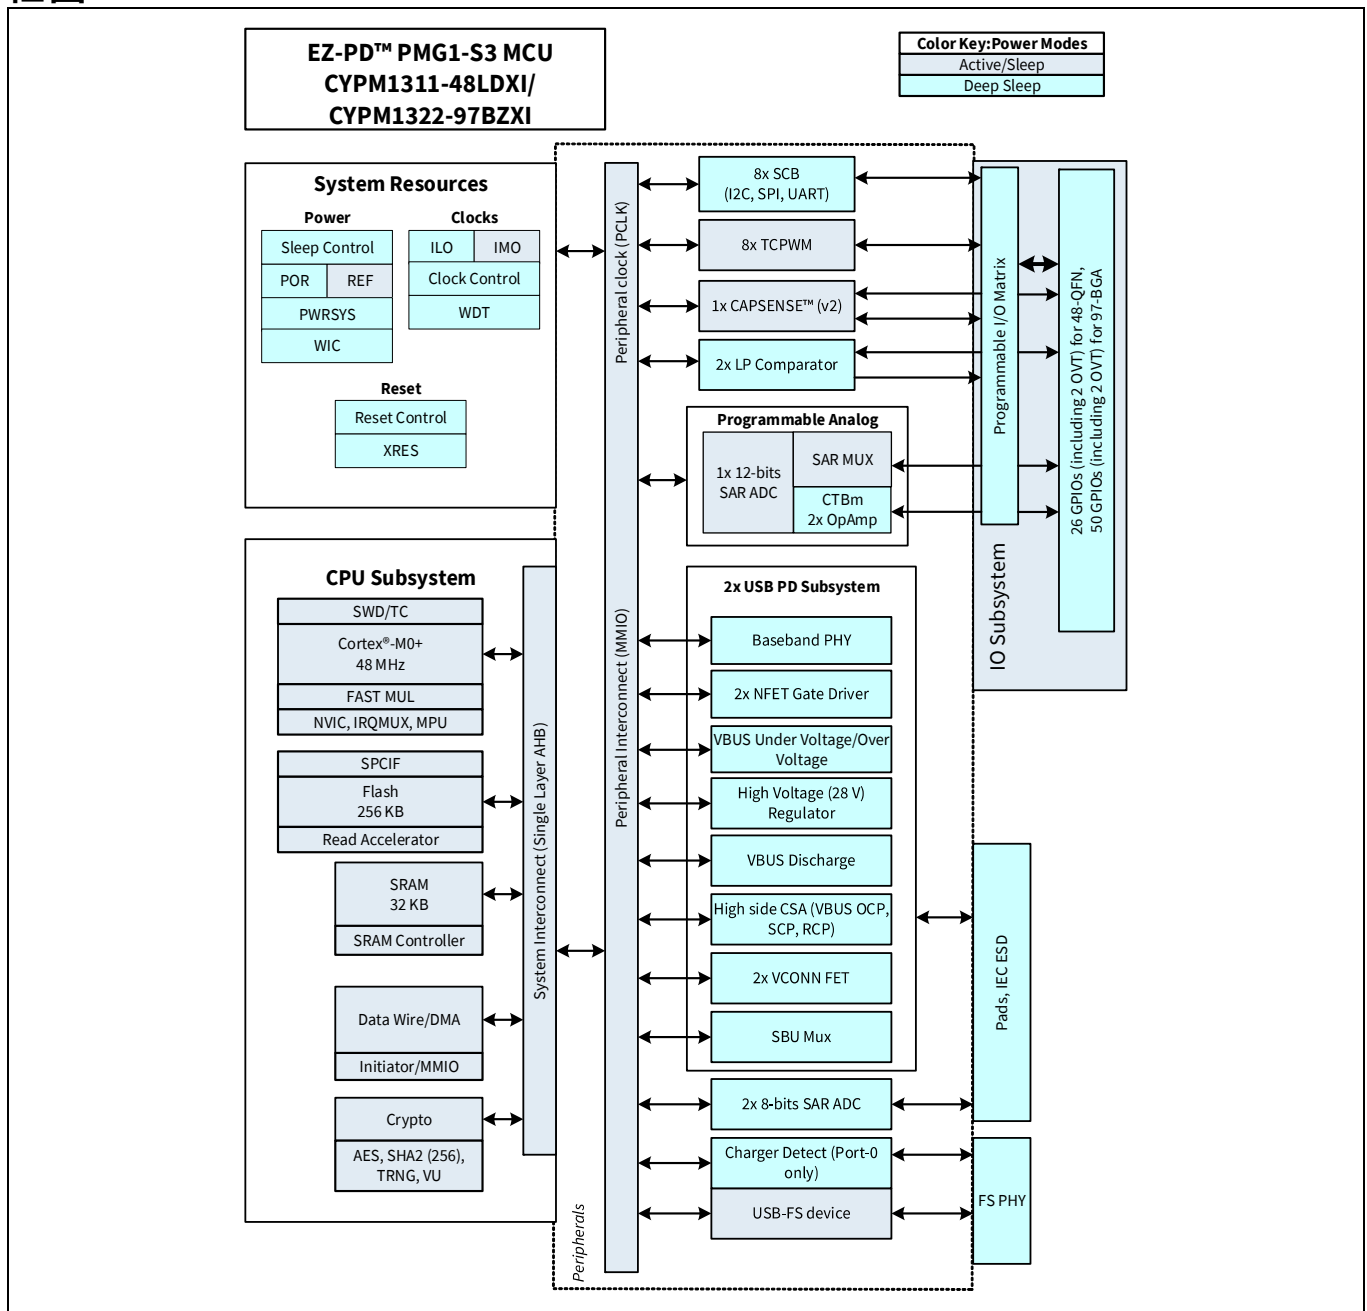 EZ-PD™ PMG1-S3 MCU
CYPM1311-48LDXI/
CYPM1322-97BZXI
Color Key:Power Modes
Active/Sleep
Deep Sleep
System Resources
Power
Clocks
Sleep Control
POR
REF
PWRSYS
WIC
ILO
IMO
Clock Control
WDT
Reset
Reset Control
XRES
CPU Subsystem
SWD/TC
Cortex®-M0+
48 MHz
FAST MUL
NVIC, IRQMUX, MPU
SPCIF
Flash
256 KB
Read Accelerator
SRAM
32 KB
SRAM Controller
Data Wire/DMA
Initiator/MMIO
Crypto
AES, SHA2 (256),
TRNG, VU
System Interconnect (Single Layer AHB)
Peripheral clock (PCLK)
Peripheral Interconnect (MMIO)
Peripherals
8x SCB
(I2C, SPI, UART)
8x TCPWM
1x CAPSENSE™ (v2)
2x LP Comparator
Programmable Analog
1x 12-bits
SAR ADC
SAR MUX
CTBm
2x OpAmp
2x USB PD Subsystem
Baseband PHY
2x NFET Gate Driver
VBUS Under Voltage/Over
Voltage
High Voltage (28 V)
Regulator
VBUS Discharge
High side CSA (VBUS OCP,
SCP, RCP)
2x VCONN FET
SBU Mux
2x 8-bits SAR ADC
Charger Detect (Port-0
only)
USB-FS device
Programmable I/O Matrix
26 GPIOs (including 2 OVT) for 48-QFN,
50 GPIOs (including 2 OVT) for 97-BGA
IO Subsystem
Pads, IEC ESD
FS PHY